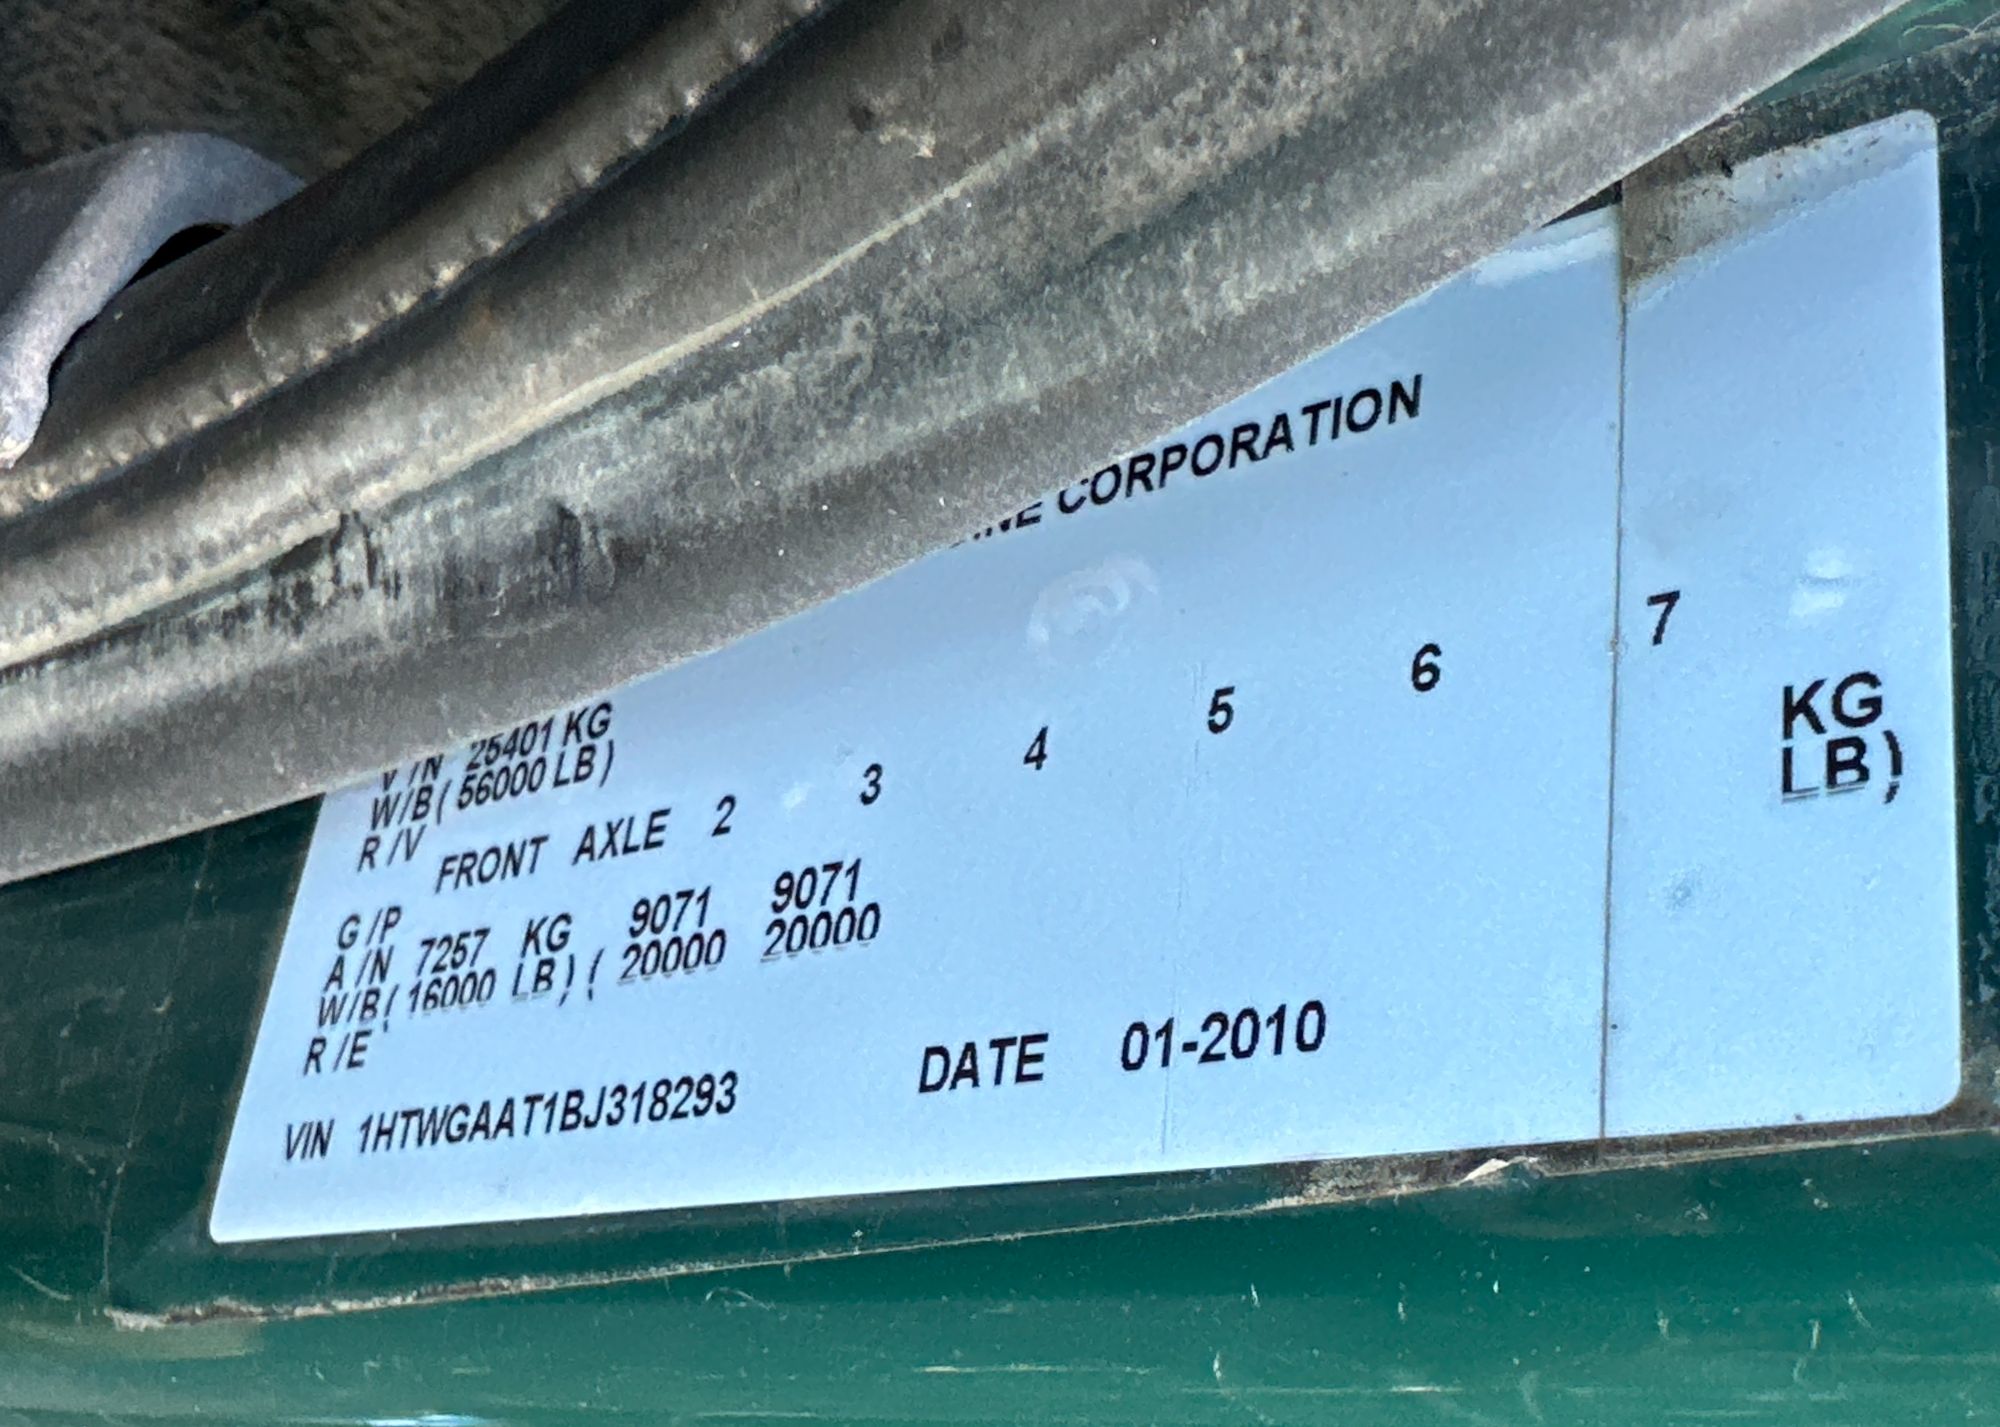 CORPORATION
V/N 25401 KG
W/B( 56000 LB)
R/V
FRONT AXLE 2 3 4 5 6 7
G/P
A/N 7257 KG 9071 9071 KG
W/B( 16000 LB) ( 20000 20000 LB)
R/E
VIN 1HTWGAAT1BJ318293 DATE 01-2010